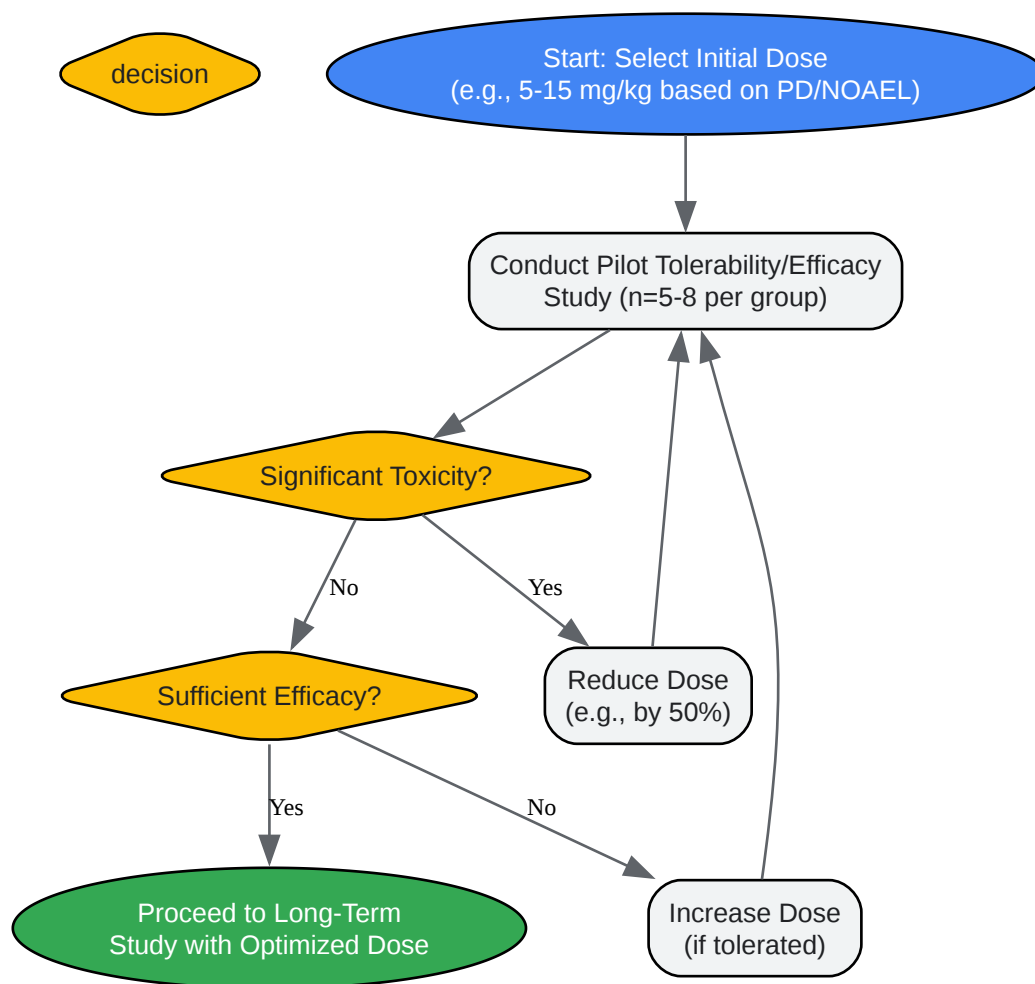 decision
Start: Select Initial Dose
(e.g., 5-15 mg/kg based on PD/NOAEL)
Conduct Pilot Tolerability/Efficacy
Study (n=5-8 per group)
Significant Toxicity?
No
Yes
Sufficient Efficacy?
Reduce Dose
(e.g., by 50%)
Yes
No
Proceed to Long-Term
Study with Optimized Dose
Increase Dose
(if tolerated)